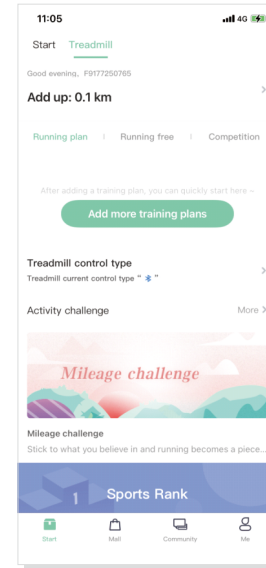 11:05
4G
Start Treadmill
Good evening, F9177250765
Add up: 0.1 km
Running plan Running free Competition
After adding a training plan, you can quickly start here ~
Add more training plans
Treadmill control type
Treadmill current control type " "
Activity challenge More
Mileage challenge
Mileage challenge
Stick to what you believe in and running becomes a piece...
1 Sports Rank
Start Mall Community Me